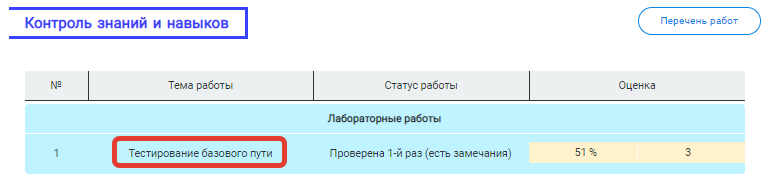 Контроль знаний и навыков
Перечень работ
№ Тема работы Статус работы Оценка
Лабораторные работы
1 Тестирование базового пути Проверена 1-й раз (есть замечания) 51 % 3